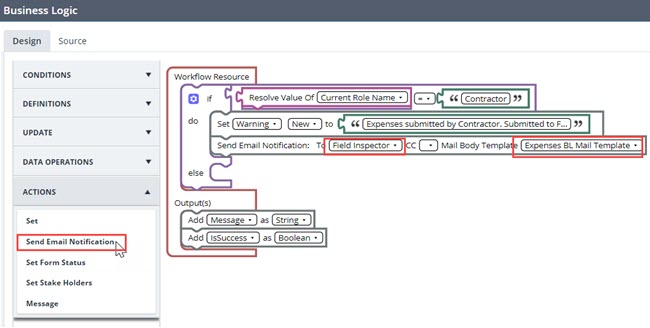 Business Logic
Design Source
CONDITIONS
DEFINITIONS
UPDATE
DATA OPERATIONS
ACTIONS
Set
Send Email Notification
Set Form Status
Set Stake Holders
Message
Workflow Resource
if Resolve Value Of Current Role Name = “ Contractor ”
do Set Warning New to “ Expenses submitted by Contractor. Submitted to F... ”
Send Email Notification: To Field Inspector CC Mail Body Template Expenses BL Mail Template
else
Output(s)
Add Message as String
Add IsSuccess as Boolean